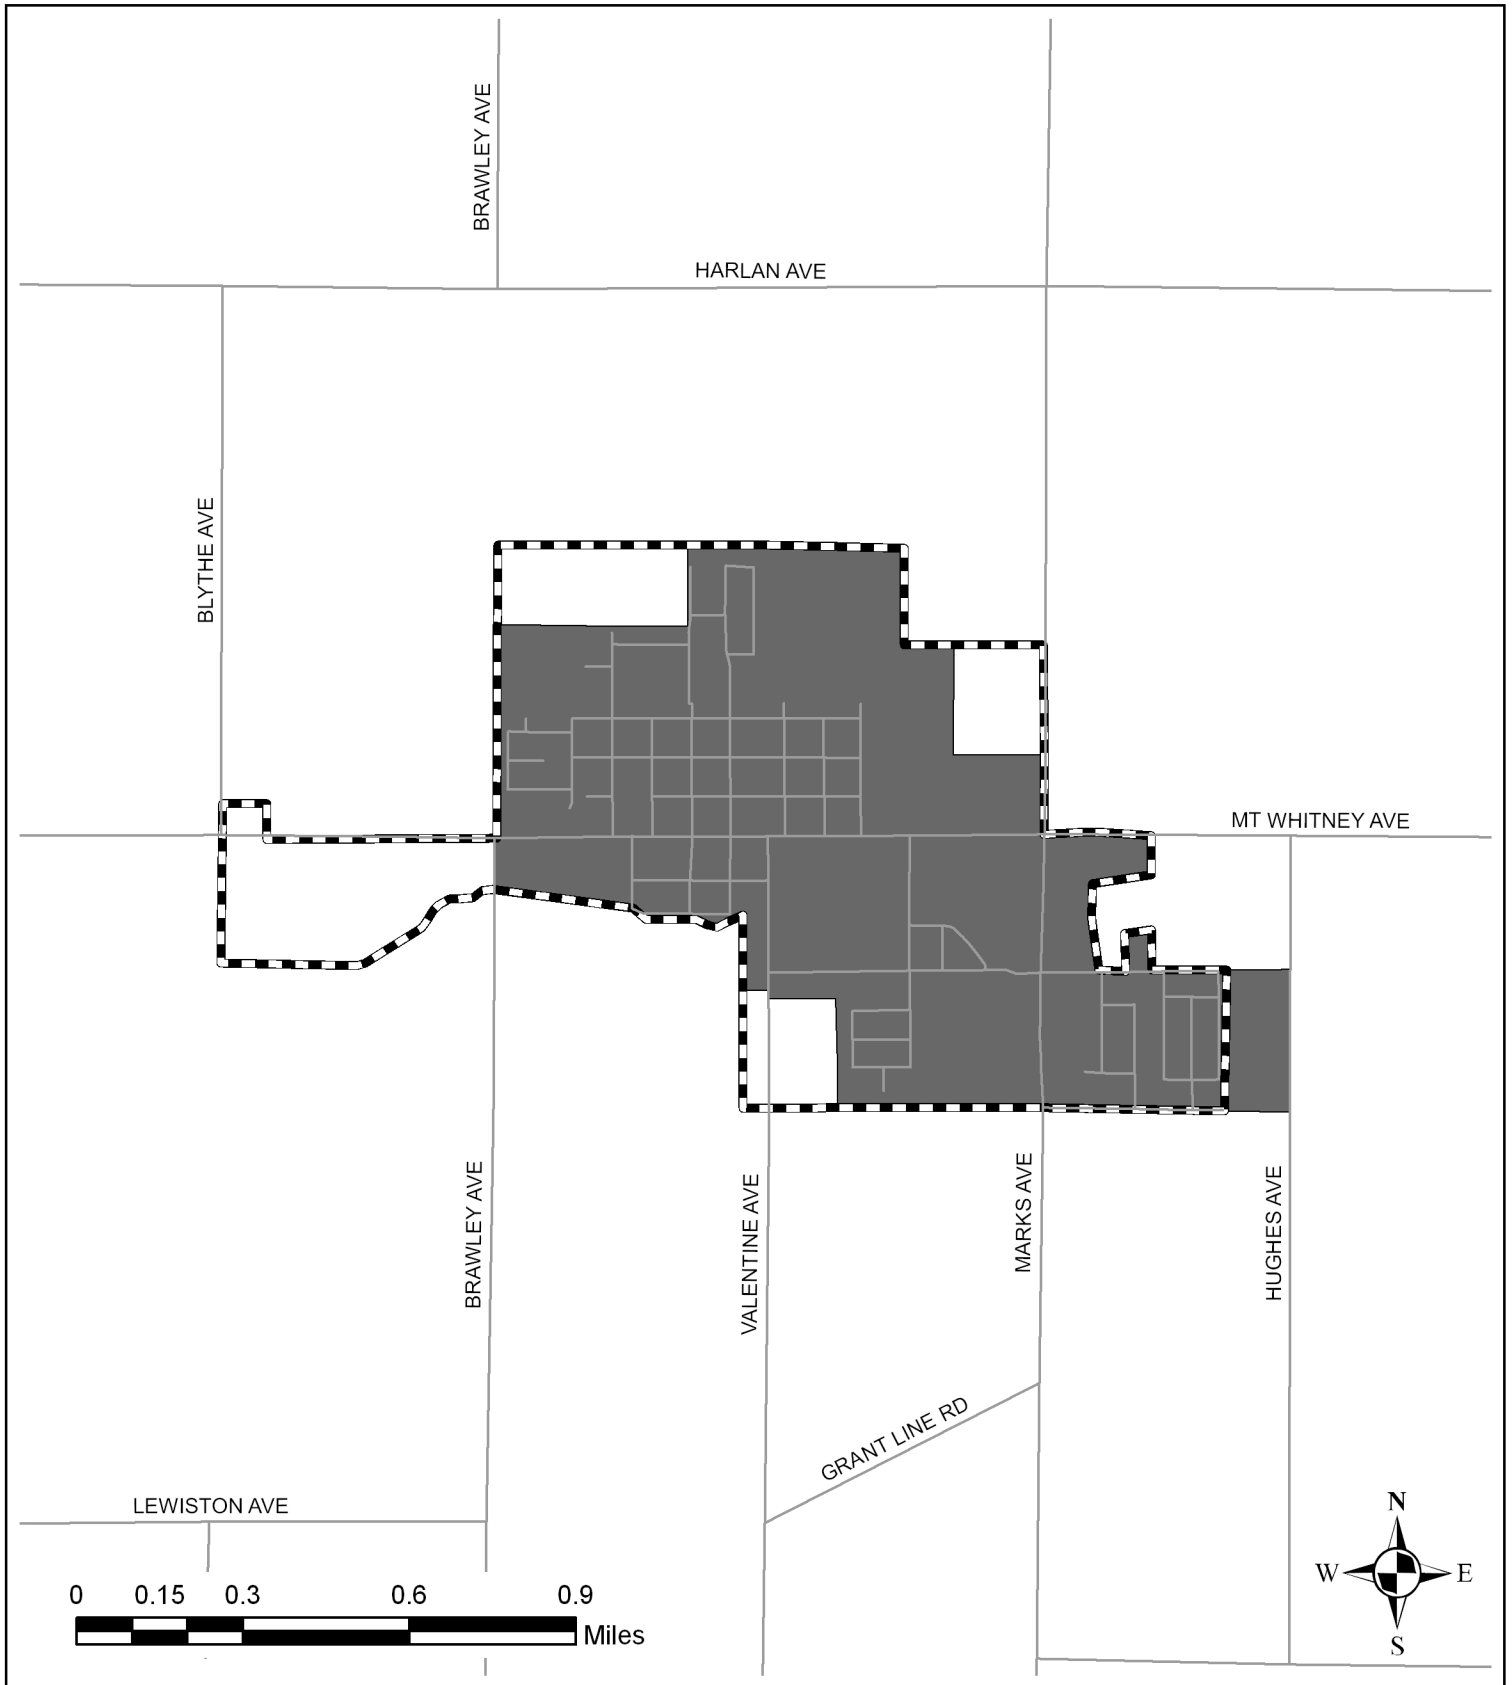 BRAWLEY AVE
HARLAN AVE
BLYTHE AVE
MT WHITNEY AVE
BRAWLEY AVE
VALENTINE AVE
MARKS AVE
HUGHES AVE
GRANT LINE RD
LEWISTON AVE
N
W E
S
0 0.15 0.3 0.6 0.9
Miles